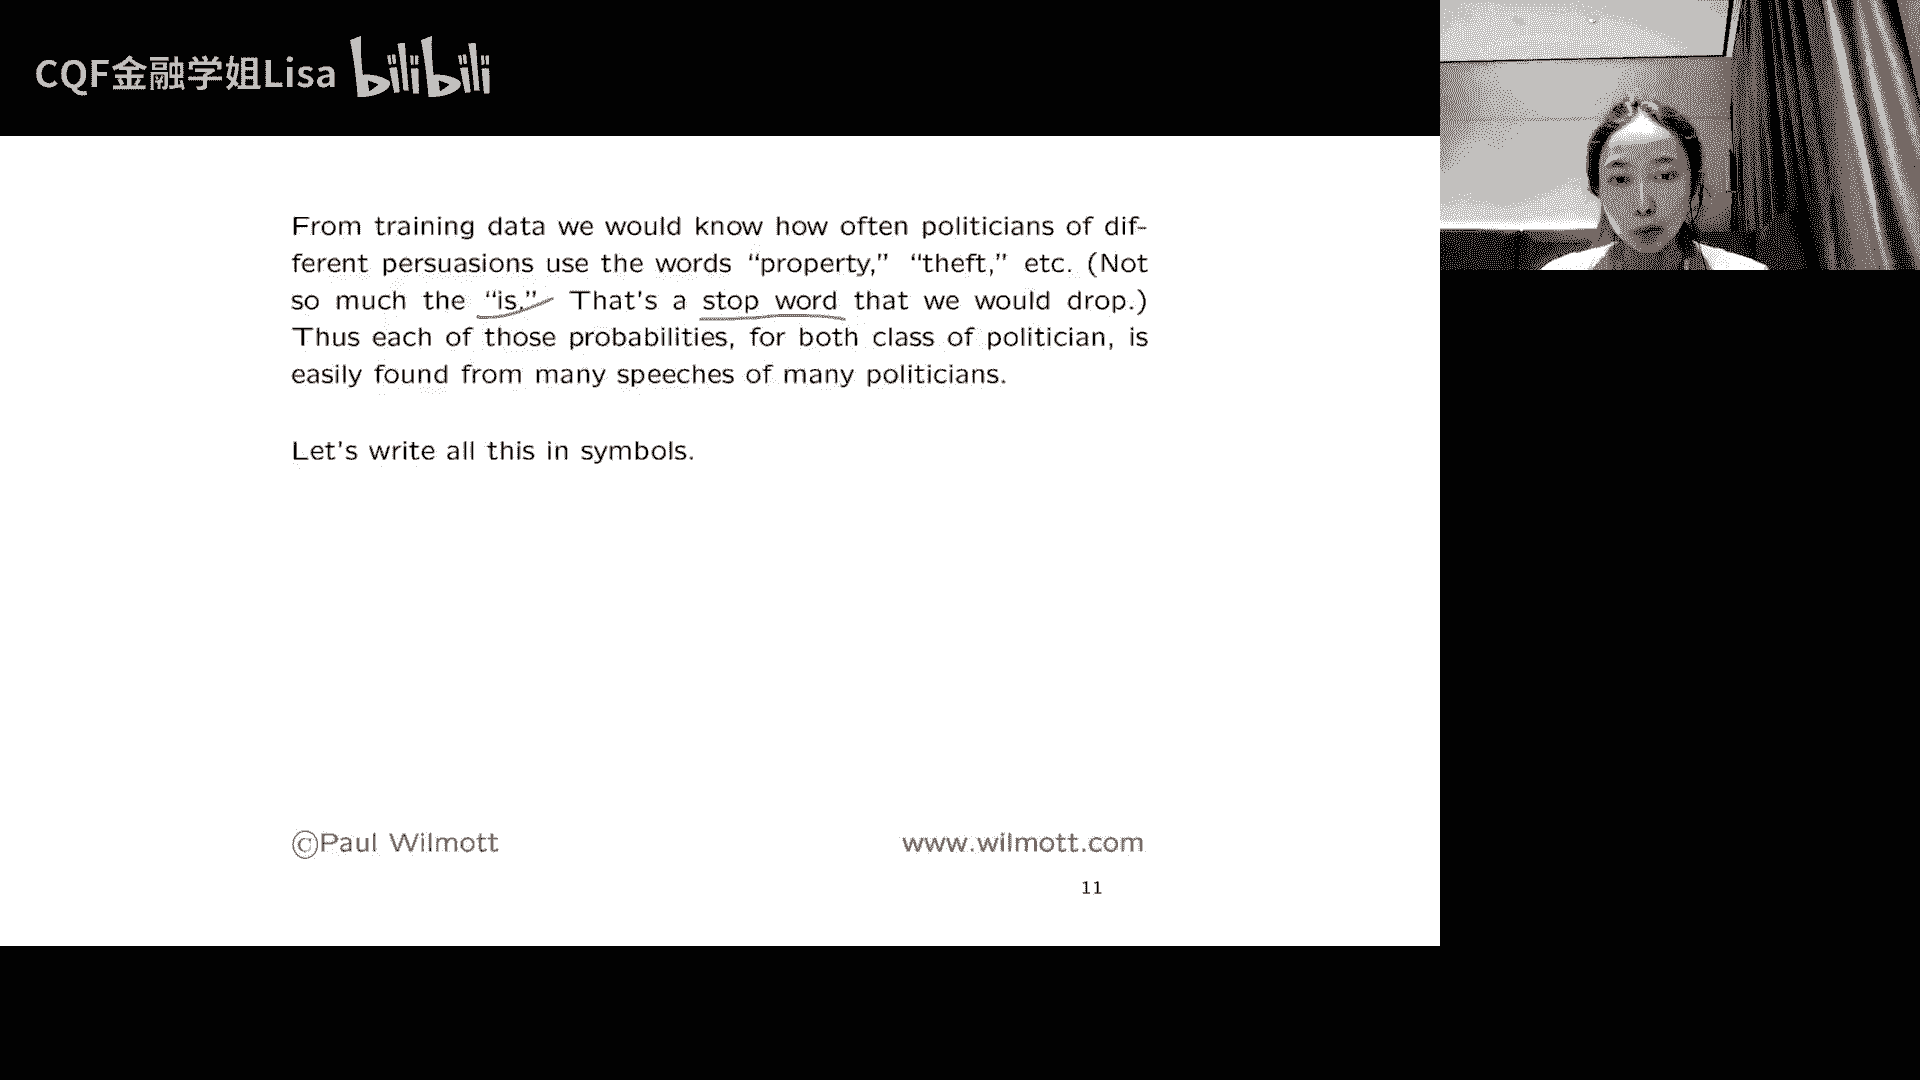 CQF金融学姐Lisa bilibili
From training data we would know how often politicians of dif-
ferent persuasions use the words “property,” “theft,” etc. (Not
so much the “is.” That’s a stop word that we would drop.)
Thus each of those probabilities, for both class of politician, is
easily found from many speeches of many politicians.
Let’s write all this in symbols.
©Paul Wilmott www.wilmott.com
11